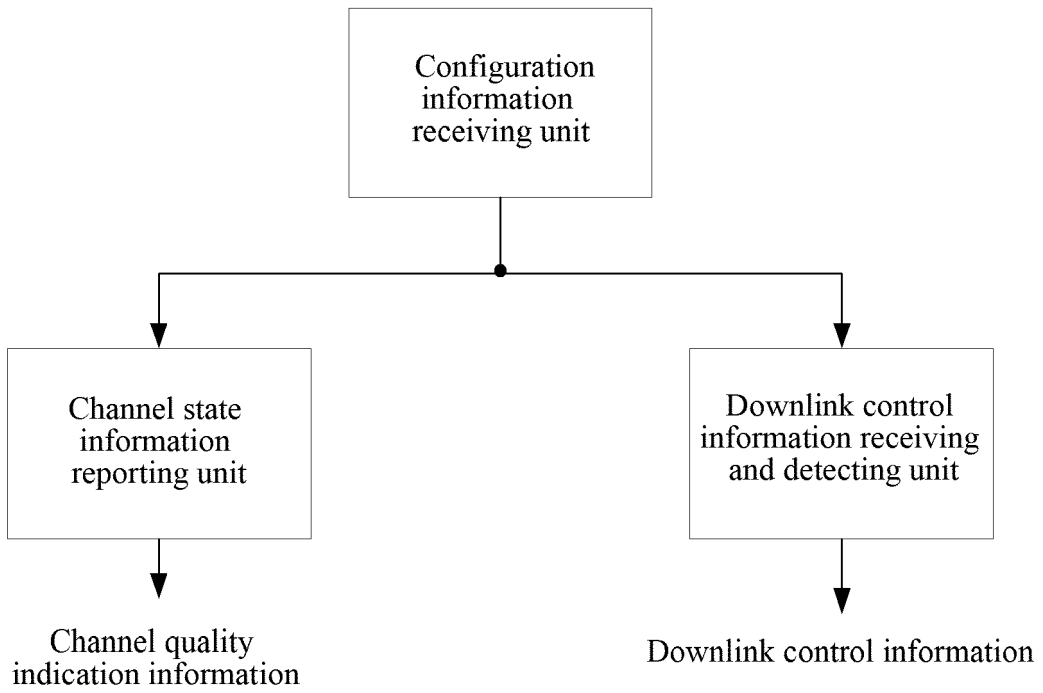 Configuration
information
receiving unit
Channel state
information
reporting unit
Downlink control
information receiving
and detecting unit
Channel quality
indication information
Downlink control information